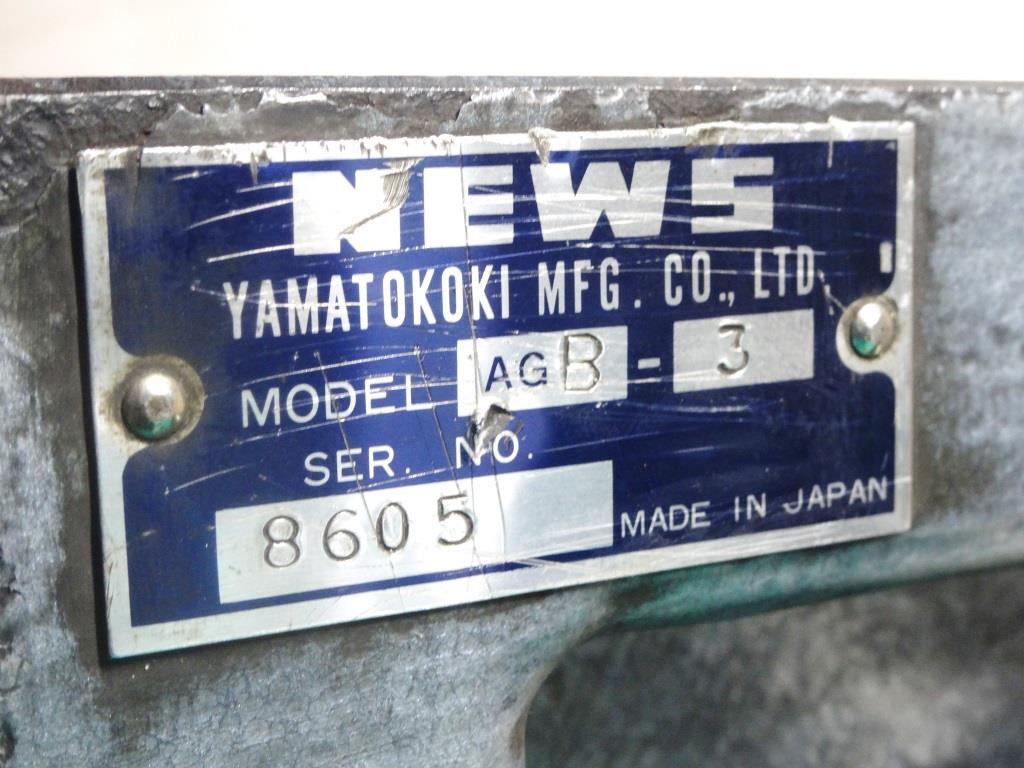 NEWS
YAMATOKOKI MFG. CO., LTD.
MODEL AGB - 3
SER. NO.
8605
MADE IN JAPAN